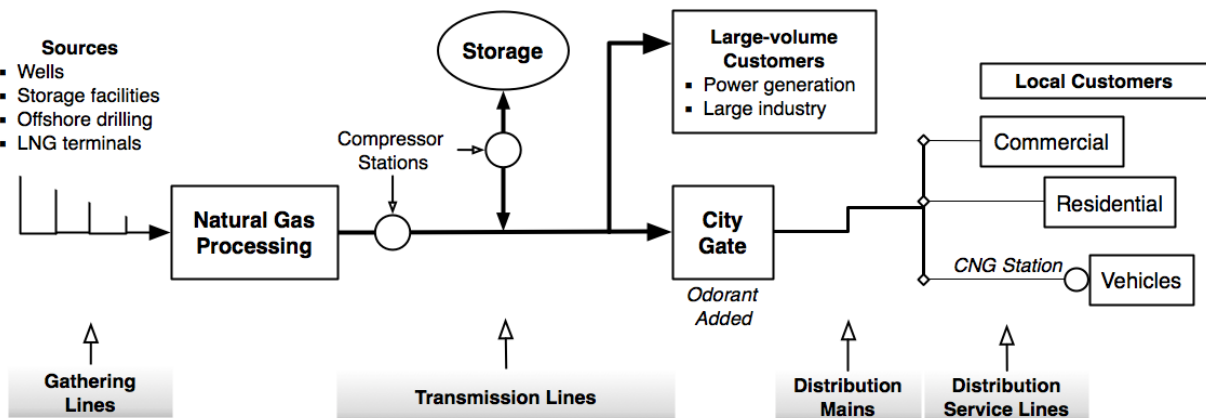 Sources
▪ Wells
▪ Storage facilities
▪ Offshore drilling
▪ LNG terminals
Storage
Compressor
Stations
Large-volume
Customers
▪ Power generation
▪ Large industry
Local Customers
Commercial
Residential
CNG Station
Vehicles
Natural Gas
Processing
City
Gate
Odorant
Added
Gathering
Lines
Transmission Lines
Distribution
Mains
Distribution
Service Lines